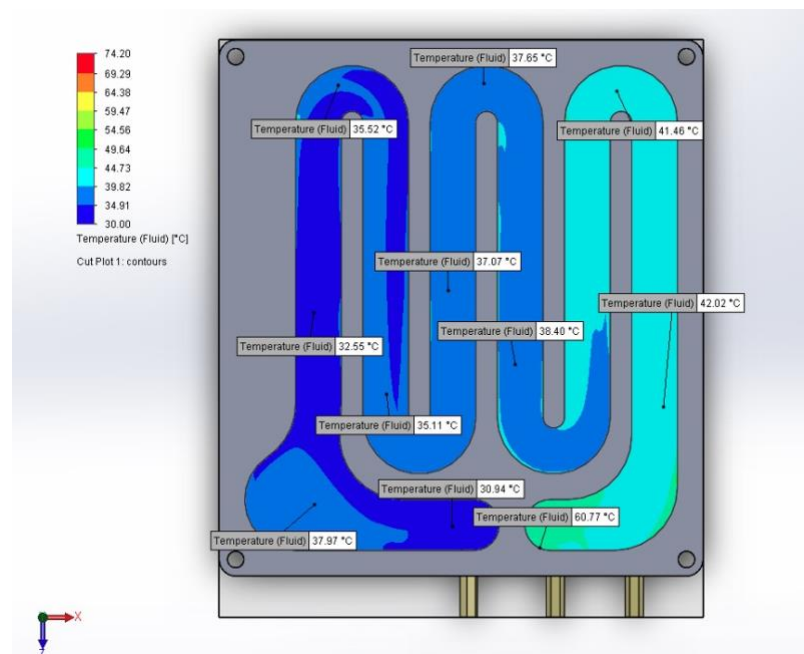 74.20
69.29
64.38
59.47
54.56
49.64
44.73
39.82
34.91
30.00
Temperature (Fluid) [°C]
Cut Plot 1: contours
Temperature (Fluid) 37.65 °C
Temperature (Fluid) 35.52 °C
Temperature (Fluid) 41.46 °C
Temperature (Fluid) 37.07 °C
Temperature (Fluid) 42.02 °C
Temperature (Fluid) 38.40 °C
Temperature (Fluid) 32.55 °C
Temperature (Fluid) 35.11 °C
Temperature (Fluid) 30.94 °C
Temperature (Fluid) 60.77 °C
Temperature (Fluid) 37.97 °C
X
Z